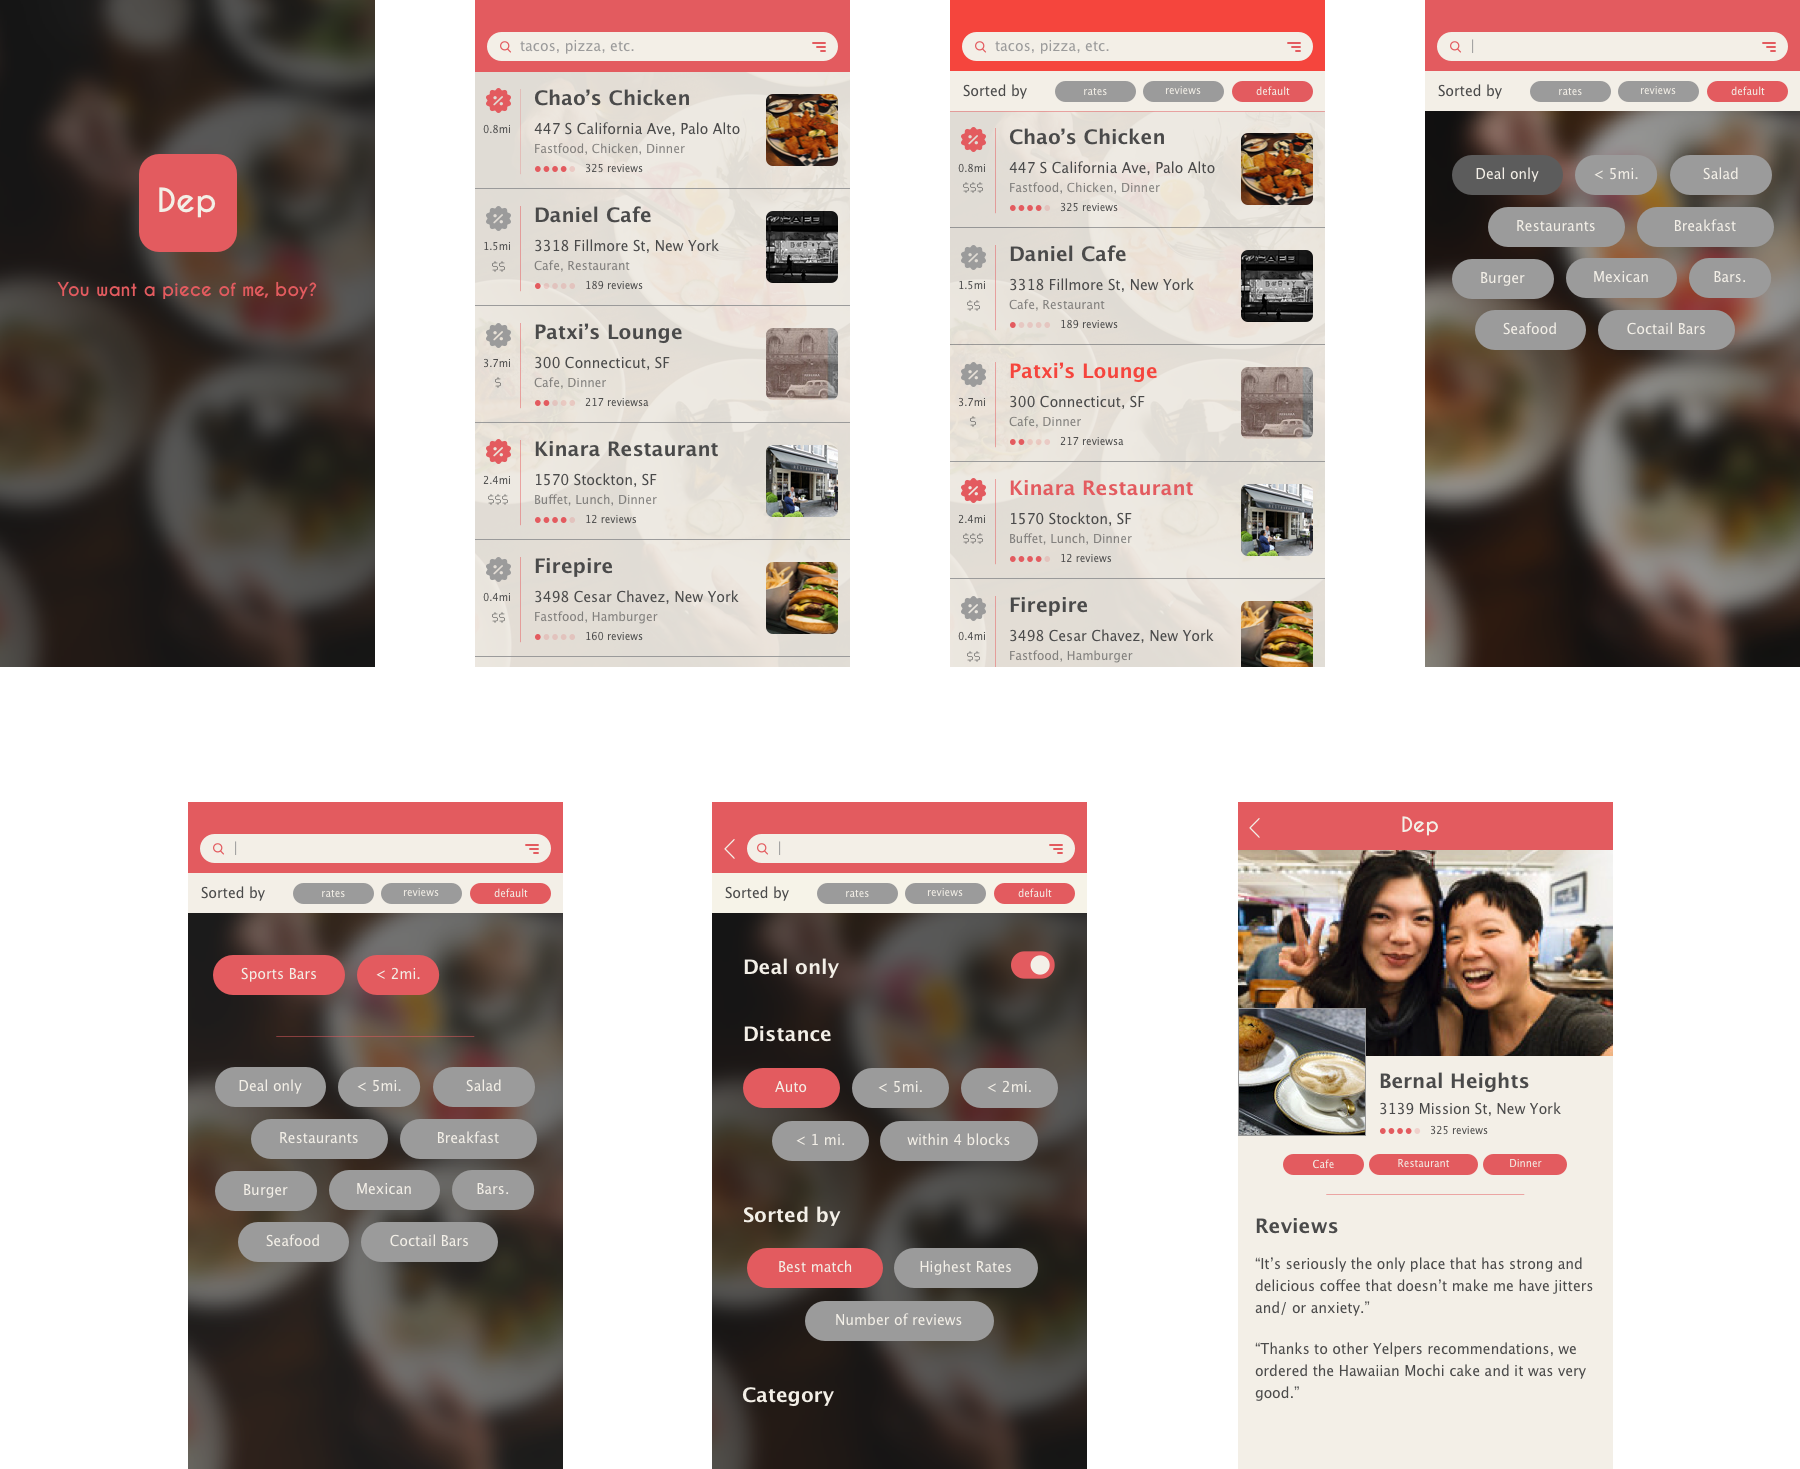 Dep
You want a piece of me, boy?
tacos, pizza, etc.
Chao's Chicken
0.8mi
447 S California Ave, Palo Alto
Fastfood, Chicken, Dinner
325 reviews
Daniel Cafe
1.5mi
3318 Fillmore St, New York
$$
Cafe, Restaurant
189 reviews
Patxi's Lounge
3.7mi
300 Connecticut, SF
$
Cafe, Dinner
217 reviewsa
Kinara Restaurant
2.4mi
1570 Stockton, SF
$$$
Buffet, Lunch, Dinner
12 reviews
Firepire
0.4mi
3498 Cesar Chavez, New York
$$
Fastfood, Hamburger
160 reviews
tacos, pizza, etc.
Sorted by
rates
reviews
default
Chao's Chicken
0.8mi
447 S California Ave, Palo Alto
$$$
Fastfood, Chicken, Dinner
325 reviews
Daniel Cafe
1.5mi
3318 Fillmore St, New York
$$
Cafe, Restaurant
189 reviews
Patxi's Lounge
3.7mi
300 Connecticut, SF
$
Cafe, Dinner
217 reviewsa
Kinara Restaurant
2.4mi
1570 Stockton, SF
$$$
Buffet, Lunch, Dinner
12 reviews
Firepire
0.4mi
3498 Cesar Chavez, New York
$$
Fastfood, Hamburger
Sorted by
rates
reviews
default
Deal only
< 5mi.
Salad
Restaurants
Breakfast
Burger
Mexican
Bars.
Seafood
Coctail Bars
Sorted by
rates
reviews
default
Sports Bars
< 2mi.
Deal only
< 5mi.
Salad
Restaurants
Breakfast
Burger
Mexican
Bars.
Seafood
Coctail Bars
Sorted by
rates
reviews
default
Deal only
Distance
Auto
< 5mi.
< 2mi.
< 1 mi.
within 4 blocks
Sorted by
Best match
Highest Rates
Number of reviews
Category
Dep
Bernal Heights
3139 Mission St, New York
325 reviews
Cafe
Restaurant
Dinner
Reviews
“It's seriously the only place that has strong and
delicious coffee that doesn't make me have jitters
and/ or anxiety.”
“Thanks to other Yelpers recommendations, we
ordered the Hawaiian Mochi cake and it was very
good.”